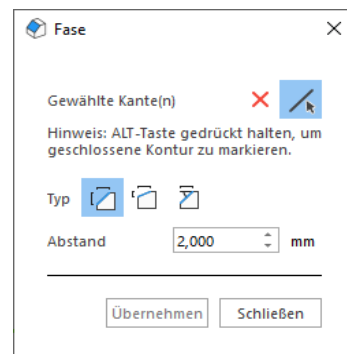 Fase
Gewählte Kante(n)
Hinweis: ALT-Taste gedrückt halten, um
geschlossene Kontur zu markieren.
Typ
Abstand 2,000 mm
Übernehmen Schließen